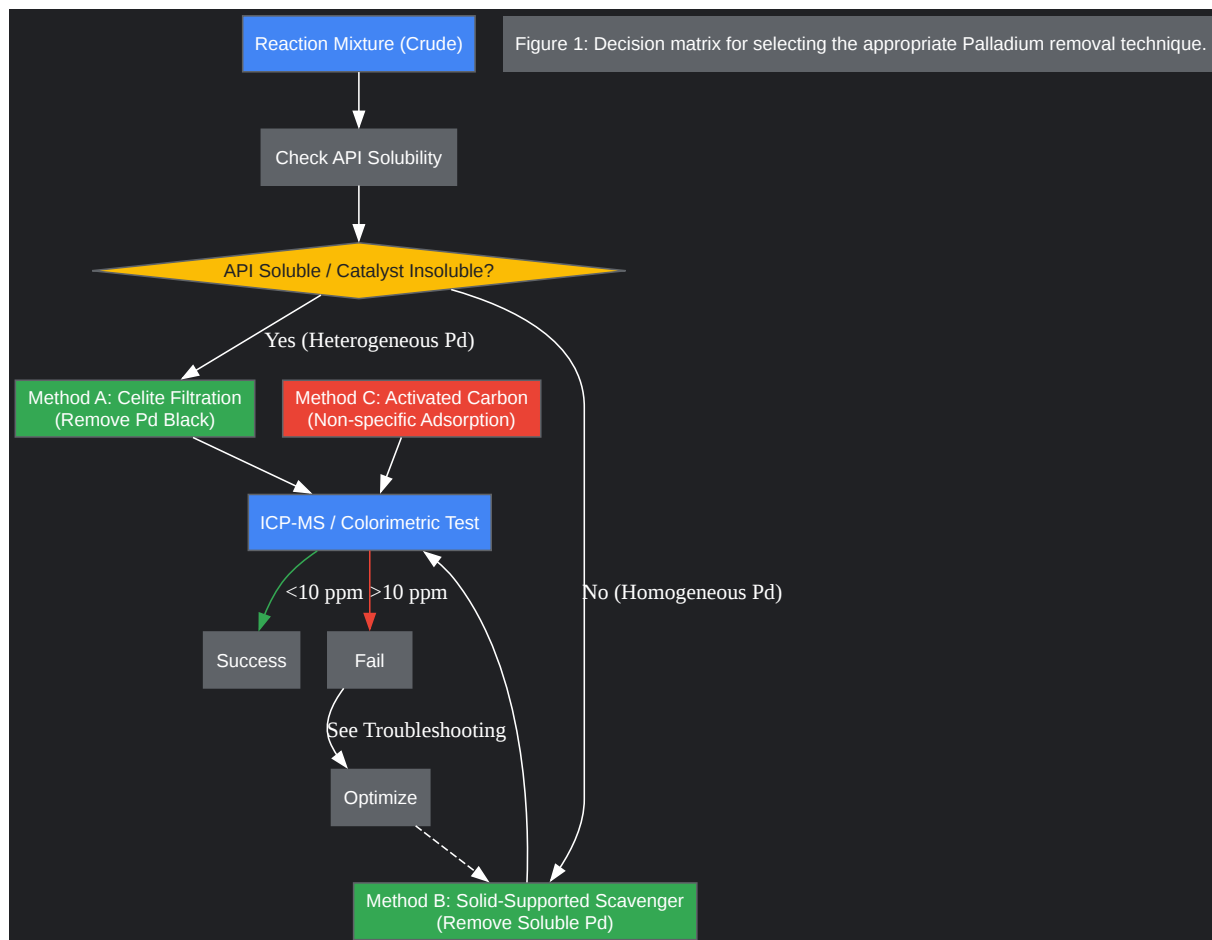 Reaction Mixture (Crude)
Figure 1: Decision matrix for selecting the appropriate Palladium removal technique.
Check API Solubility
API Soluble / Catalyst Insoluble?
Yes (Heterogeneous Pd)
Method A: Celite Filtration
(Remove Pd Black)
Method C: Activated Carbon
(Non-specific Adsorption)
ICP-MS / Colorimetric Test
<10 ppm
>10 ppm
No (Homogeneous Pd)
Success
Fail
See Troubleshooting
Optimize
Method B: Solid-Supported Scavenger
(Remove Soluble Pd)